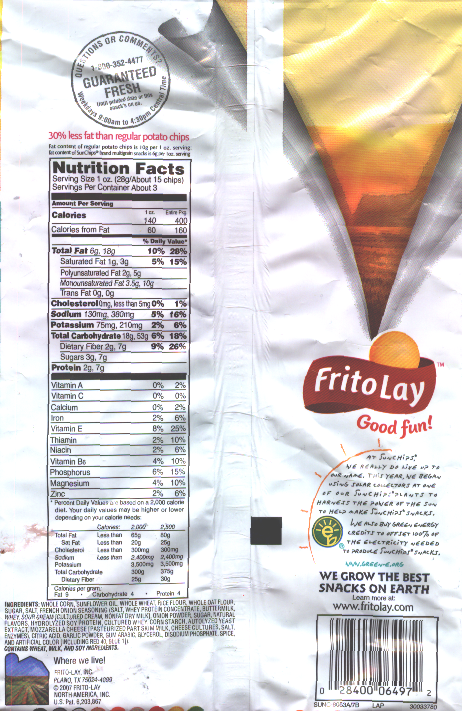 QUESTIONS OR COMMENTS?
1-800-352-4477
GUARANTEED
FRESH
until printed date or this
snack's on us.
Weekdays 9:00am to 4:30pm Central Time
30% less fat than regular potato chips
Fat content of regular potato chips is 10g per 1 oz. serving
fat content of SunChips® brand multigrain snacks is 6g per 1oz. serving
Nutrition Facts
Serving Size 1 oz. (28g/About 15 chips)
Servings Per Container About 3
Amount Per Serving
1 oz. Entire Pkg.
Calories 140 400
Calories from Fat 60 160
% Daily Value*
Total Fat 6g, 18g 10% 28%
Saturated Fat 1g, 3g 5% 15%
Polyunsaturated Fat 2g, 5g
Monounsaturated Fat 3.5g, 10g
Trans Fat 0g, 0g
Cholesterol 0mg, less than 5mg 0% 1%
Sodium 130mg, 380mg 5% 16%
Potassium 75mg, 210mg 2% 6%
Total Carbohydrate 18g, 53g 6% 18%
Dietary Fiber 2g, 7g 9% 26%
Sugars 3g, 7g
Protein 2g, 7g
Vitamin A 0% 2%
Vitamin C 0% 0%
Calcium 0% 2%
Iron 2% 6%
Vitamin E 8% 25%
Thiamin 2% 10%
Niacin 2% 6%
Vitamin B6 4% 10%
Phosphorus 6% 15%
Magnesium 4% 10%
Zinc 2% 6%
* Percent Daily Values are based on a 2,000 calorie
diet. Your daily values may be higher or lower
depending on your calorie needs:
Calories: 2,000 2,500
Total Fat Less than 65g 80g
Sat Fat Less than 20g 25g
Cholesterol Less than 300mg 300mg
Sodium Less than 2,400mg 2,400mg
Potassium 3,500mg 3,500mg
Total Carbohydrate 300g 375g
Dietary Fiber 25g 30g
Calories per gram:
Fat 9 • Carbohydrate 4 • Protein 4
INGREDIENTS: WHOLE CORN, SUNFLOWER OIL, WHOLE WHEAT, RICE FLOUR, WHOLE OAT FLOUR,
SUGAR, SALT, FRENCH ONION SEASONING (SALT, WHEY PROTEIN CONCENTRATE, BUTTERMILK,
WHEY, SOUR CREAM [CULTURED CREAM, NONFAT DRY MILK], ONION POWDER, SUGAR, NATURAL
FLAVORS, HYDROLYZED SOY PROTEIN, CULTURED WHEY, CORN STARCH, AUTOLYZED YEAST
EXTRACT, MOZZARELLA CHEESE [PASTEURIZED PART SKIM MILK, CHEESE CULTURES, SALT,
ENZYMES], CITRIC ACID, GARLIC POWDER, GUM ARABIC, GLYCEROL, DISODIUM PHOSPHATE, SPICE,
AND ARTIFICIAL COLOR [INCLUDING RED 40, BLUE 1]).
CONTAINS WHEAT, MILK, AND SOY INGREDIENTS.
Where we live!
FRITO-LAY, INC.
PLANO, TX 75024-4099
© 2007 FRITO-LAY
NORTH AMERICA, INC.
U.S. Pat. 6,203,867
Frito Lay ™
Good fun!
AT SUNCHIPS®
WE REALLY DO LIVE UP TO
OUR NAME. THIS YEAR, WE BEGAN
USING SOLAR COLLECTORS AT ONE
OF OUR SUNCHIPS® PLANTS TO
HARNESS THE POWER OF THE SUN
TO HELP MAKE SUNCHIPS® SNACKS.
WE ALSO BUY GREEN ENERGY
CREDITS TO OFFSET 100% OF
THE ELECTRICITY NEEDED
TO PRODUCE SUNCHIPS® SNACKS.
WWW.GREEN-E.ORG
WE GROW THE BEST
SNACKS ON EARTH
Learn more at:
www.fritolay.com
0 28400 06497 2
SUNC 9053A/7B LAP 30033780